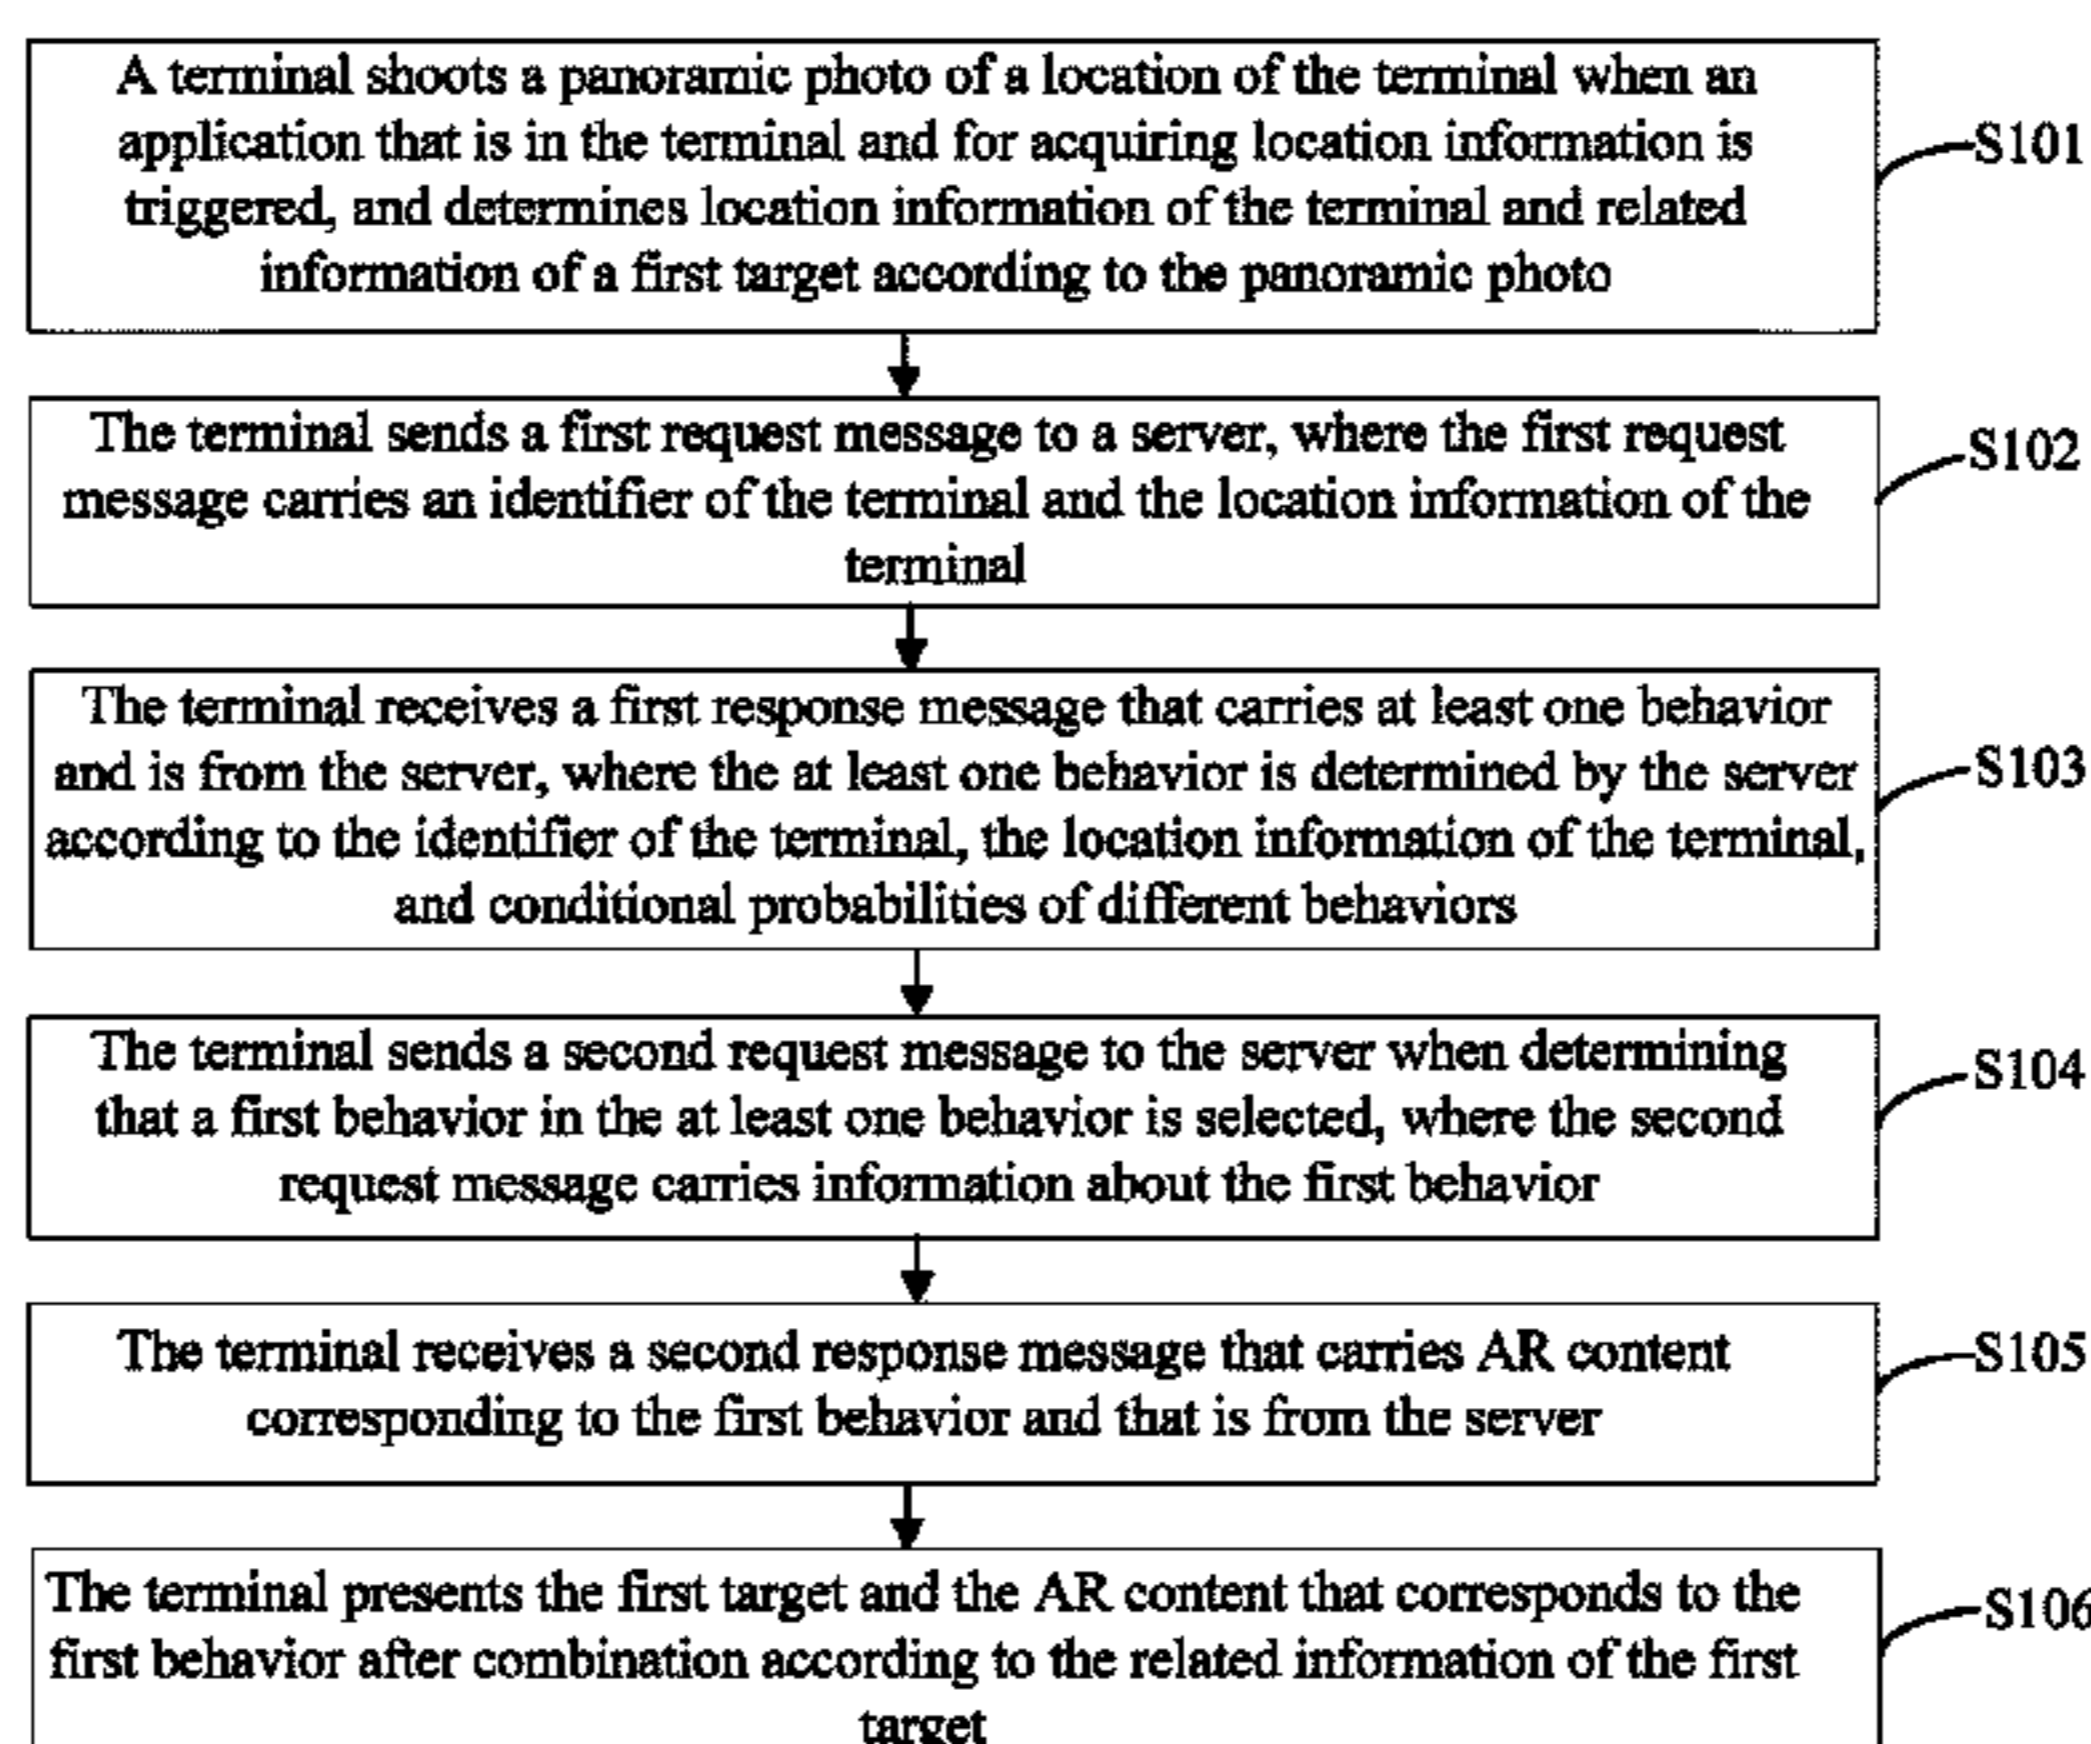 A terminal shoots a panoramic photo of a location of the terminal when an
application that is in the terminal and for acquiring location information is
triggered, and determines location information of the terminal and related
information of a first target according to the panoramic photo
S101
The terminal sends a first request message to a server, where the first request
message carries an identifier of the terminal and the location information of the
terminal
S102
The terminal receives a first response message that carries at least one behavior
and is from the server, where the at least one behavior is determined by the server
according to the identifier of the terminal, the location information of the terminal,
and conditional probabilities of different behaviors
S103
The terminal sends a second request message to the server when determining
that a first behavior in the at least one behavior is selected, where the second
request message carries information about the first behavior
S104
The terminal receives a second response message that carries AR content
corresponding to the first behavior and that is from the server
S105
The terminal presents the first target and the AR content that corresponds to the
first behavior after combination according to the related information of the first
target
S106